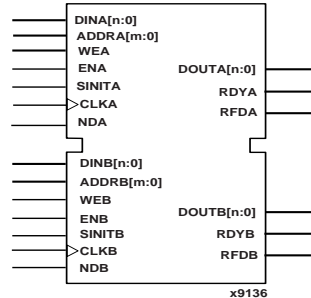 DINA[n:0]
ADDRA[m:0]
WEA
ENA
DOUTA[n:0]
SINITA
RDYA
CLKA
RFDA
NDA
DINB[n:0]
ADDRB[m:0]
WEB
ENB
DOUTB[n:0]
SINITB
RDYB
CLKB
RFDB
NDB
x9136